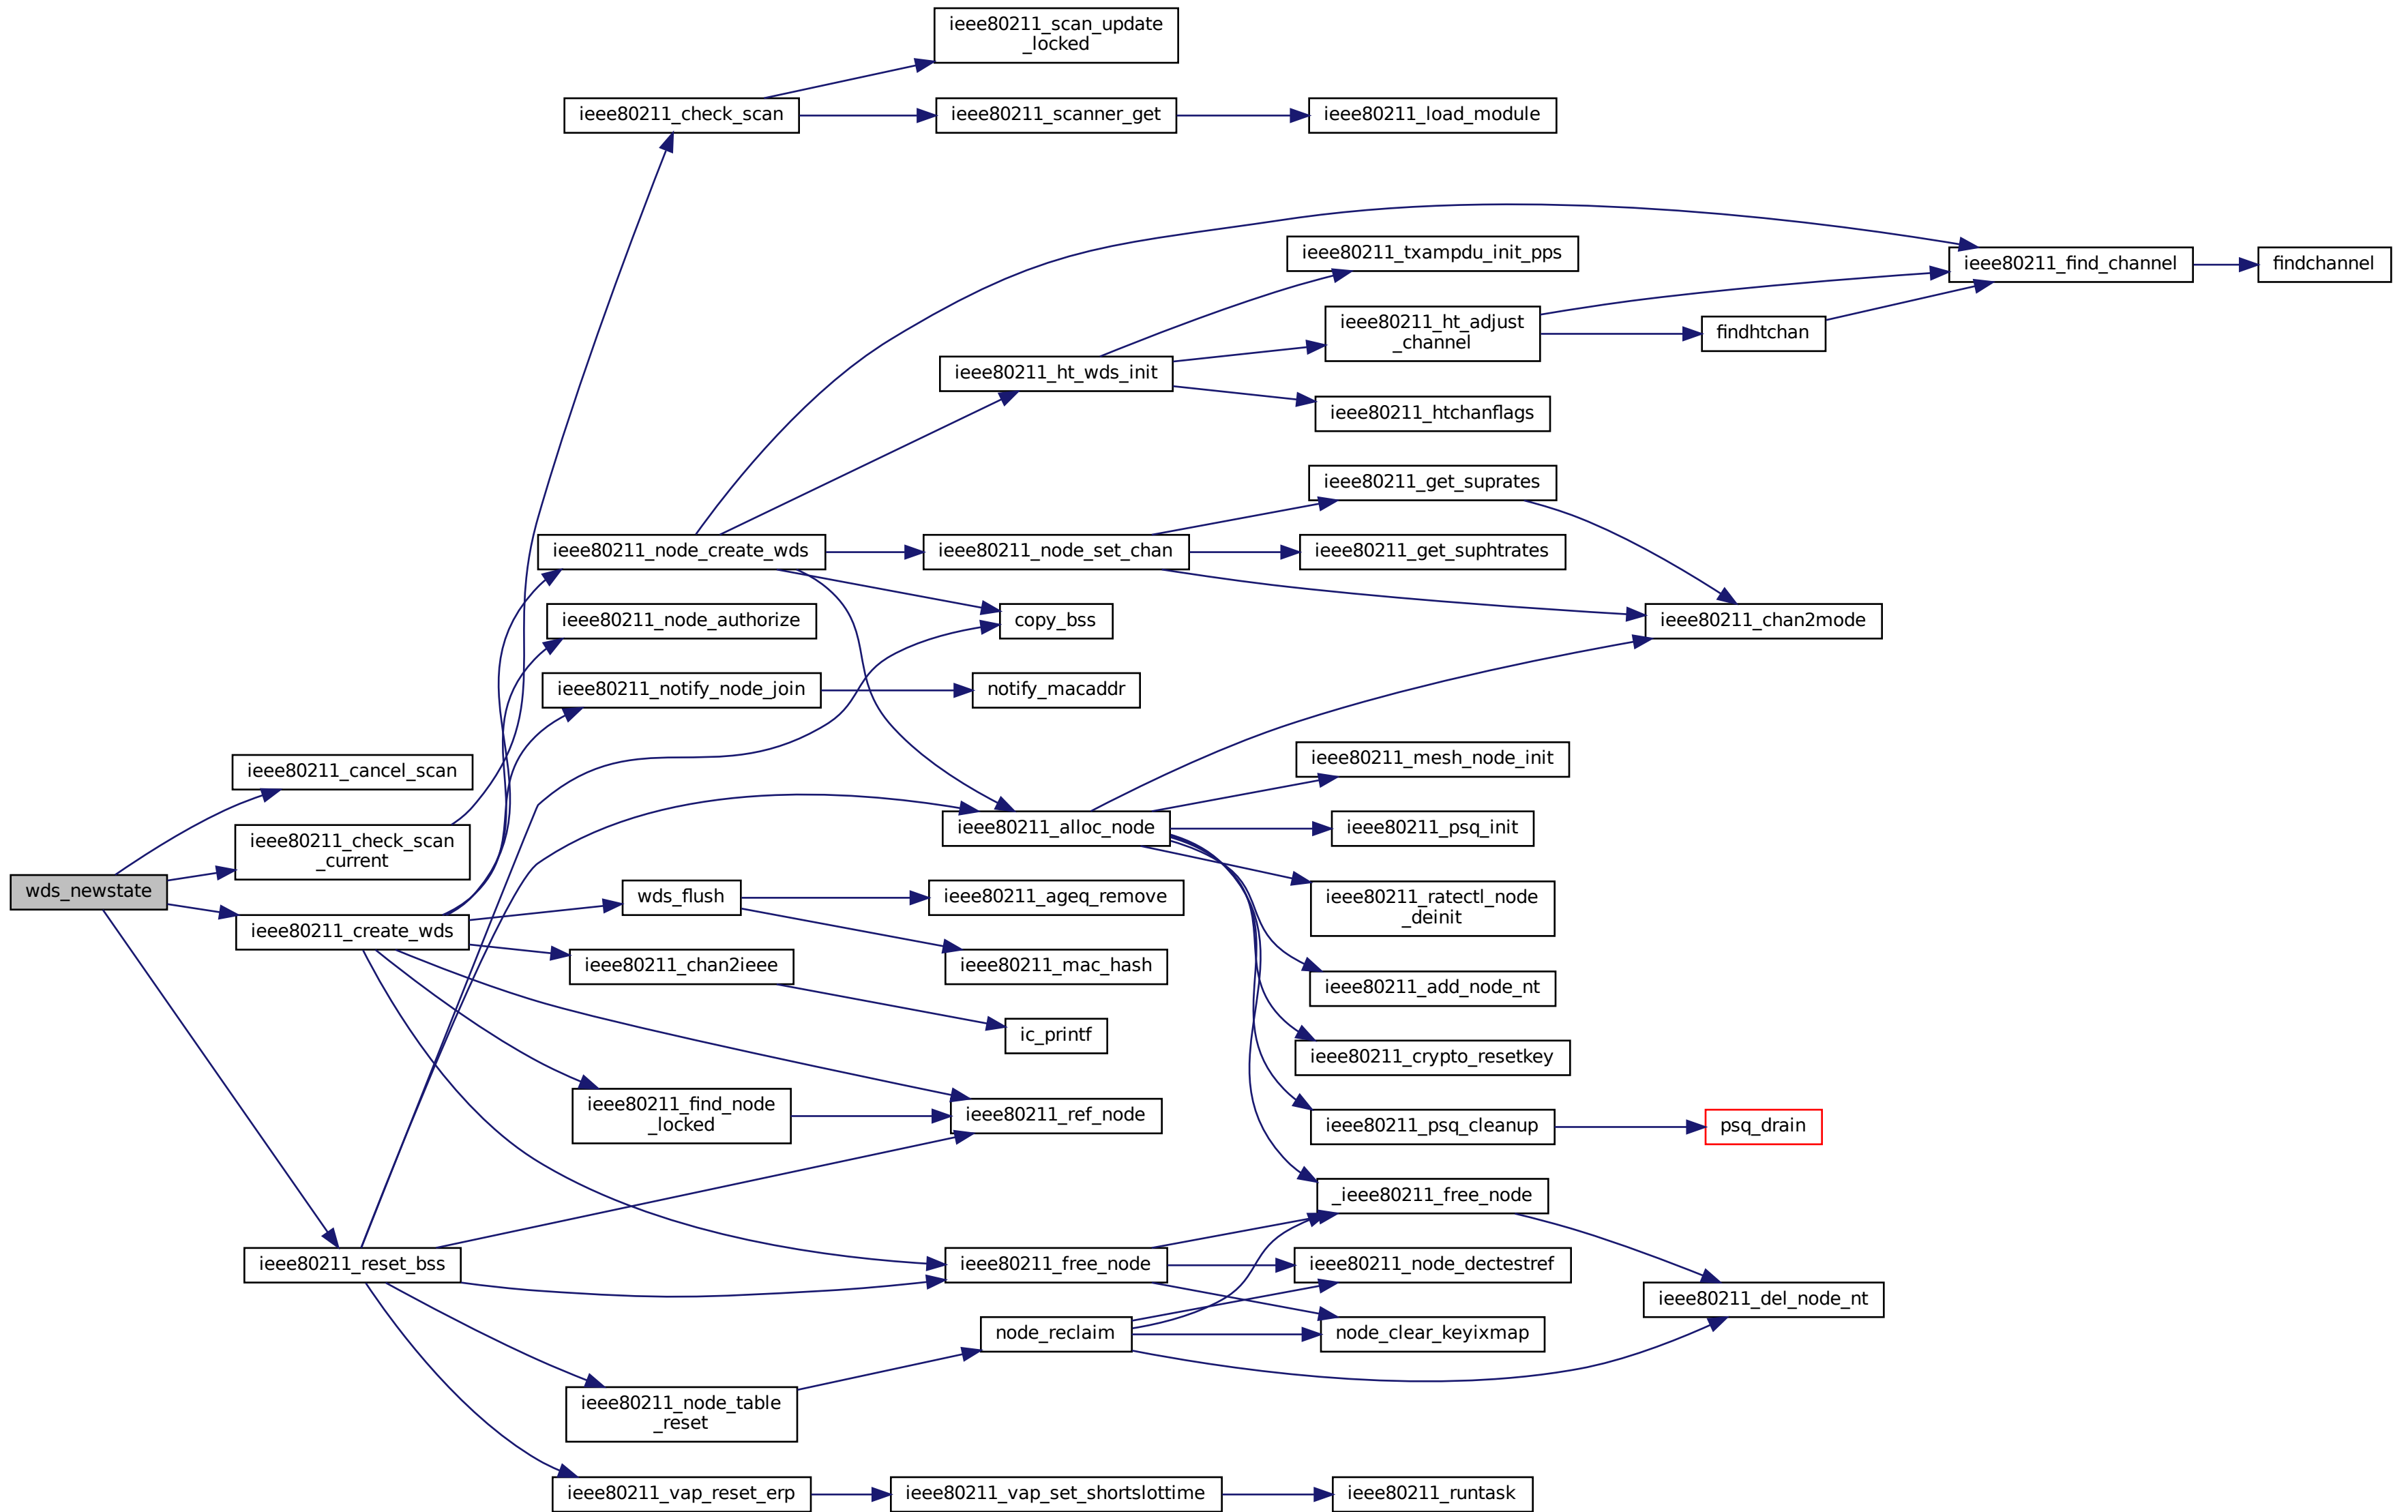 ieee80211_scan_update
_locked
ieee80211_check_scan
ieee80211_scanner_get
ieee80211_load_module
ieee80211_txampdu_init_pps
ieee80211_find_channel
findchannel
ieee80211_ht_adjust
_channel
findhtchan
ieee80211_ht_wds_init
ieee80211_htchanflags
ieee80211_get_suprates
ieee80211_node_create_wds
ieee80211_node_set_chan
ieee80211_get_suphtrates
ieee80211_node_authorize
copy_bss
ieee80211_chan2mode
ieee80211_notify_node_join
notify_macaddr
ieee80211_cancel_scan
ieee80211_mesh_node_init
ieee80211_check_scan
_current
ieee80211_alloc_node
ieee80211_psq_init
wds_newstate
wds_flush
ieee80211_ageq_remove
ieee80211_ratectl_node
_deinit
ieee80211_create_wds
ieee80211_chan2ieee
ieee80211_mac_hash
ieee80211_add_node_nt
ic_printf
ieee80211_crypto_resetkey
ieee80211_find_node
_locked
ieee80211_ref_node
ieee80211_psq_cleanup
psq_drain
_ieee80211_free_node
ieee80211_reset_bss
ieee80211_free_node
ieee80211_node_dectestref
ieee80211_del_node_nt
node_reclaim
node_clear_keyixmap
ieee80211_node_table
_reset
ieee80211_vap_reset_erp
ieee80211_vap_set_shortslottime
ieee80211_runtask